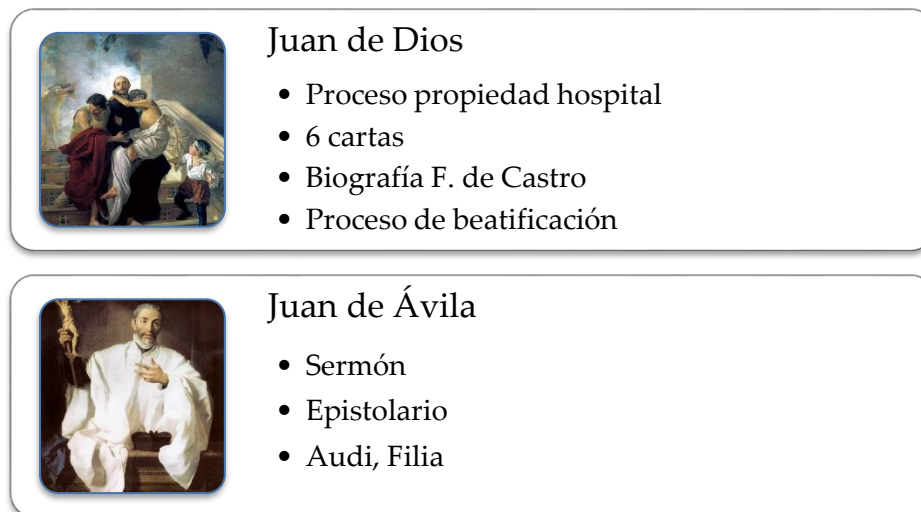 Juan de Dios
• Proceso propiedad hospital
• 6 cartas
• Biografía F. de Castro
• Proceso de beatificación
Juan de Ávila
• Sermón
• Epistolario
• Audi, Filia